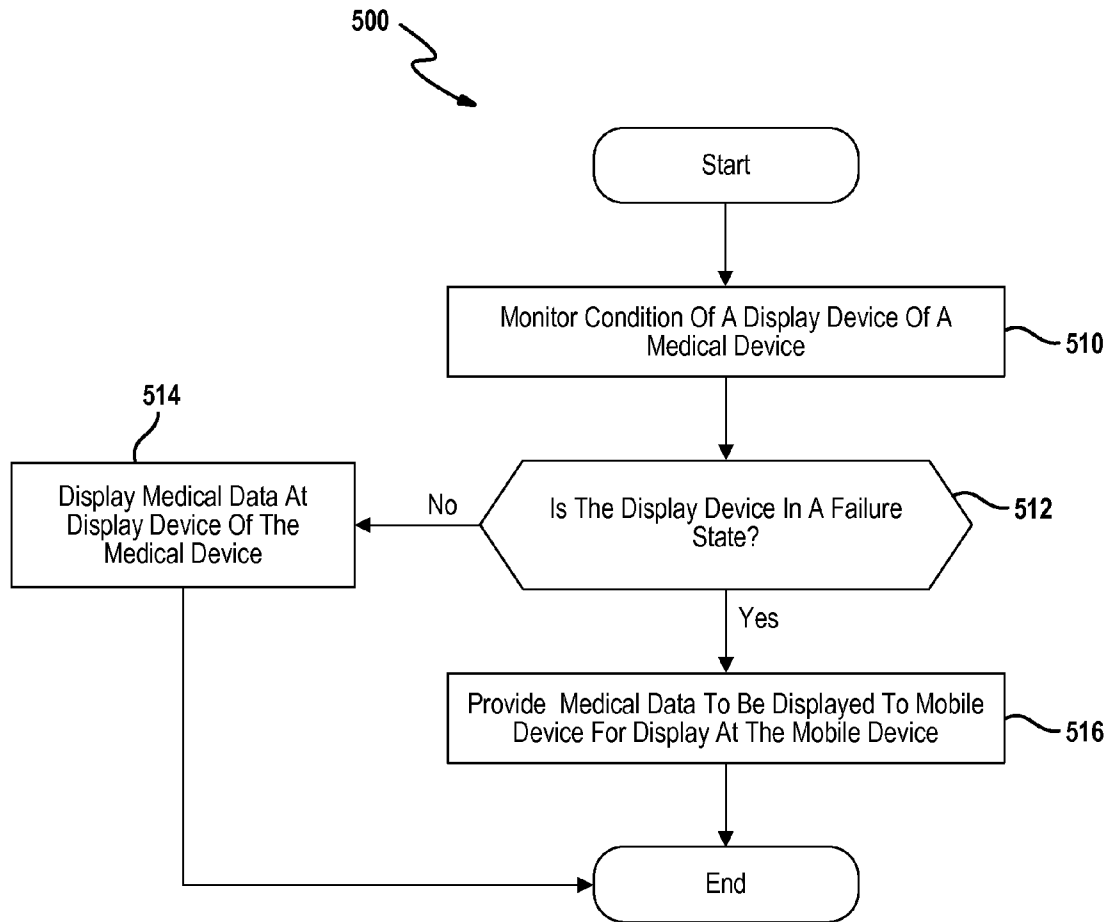 500
Start
Monitor Condition Of A Display Device Of A
Medical Device
510
514
Display Medical Data At
Display Device Of The
Medical Device
No
Is The Display Device In A Failure
State?
512
Yes
Provide Medical Data To Be Displayed To Mobile
Device For Display At The Mobile Device
516
End